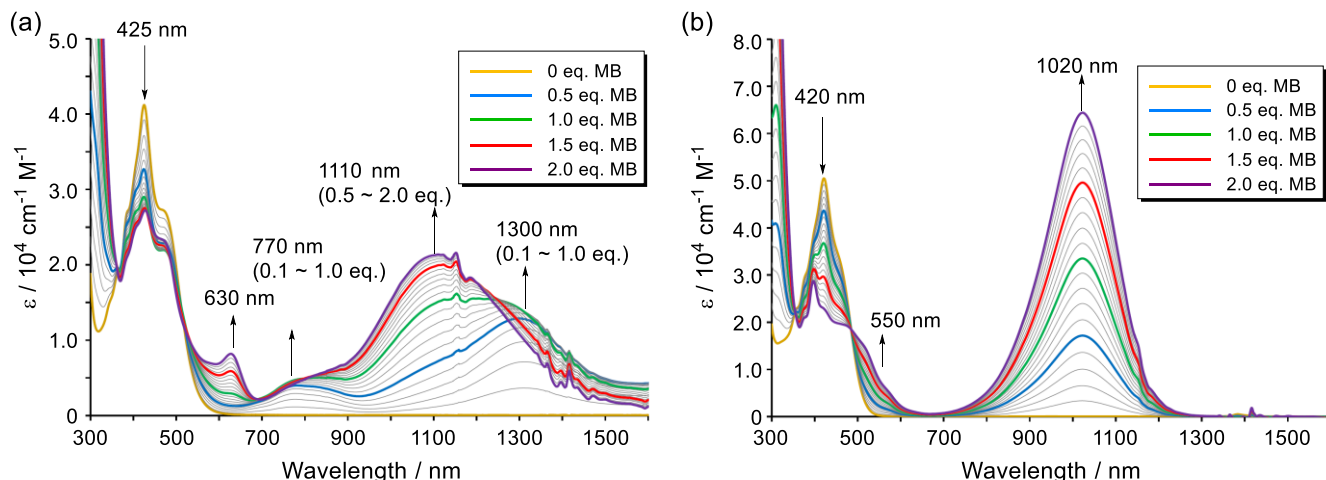 (a)
425 nm
5.0
4.0
3.0
2.0
1.0
0
ε / 10⁴ cm⁻¹ M⁻¹
0 eq. MB
0.5 eq. MB
1.0 eq. MB
1.5 eq. MB
2.0 eq. MB
1110 nm
(0.5 ~ 2.0 eq.)
1300 nm
(0.1 ~ 1.0 eq.)
770 nm
(0.1 ~ 1.0 eq.)
630 nm
300 500 700 900 1100 1300 1500
Wavelength / nm
(b)
8.0
7.0
6.0
5.0
4.0
3.0
2.0
1.0
0
ε / 10⁴ cm⁻¹ M⁻¹
1020 nm
420 nm
550 nm
0 eq. MB
0.5 eq. MB
1.0 eq. MB
1.5 eq. MB
2.0 eq. MB
300 500 700 900 1100 1300 1500
Wavelength / nm